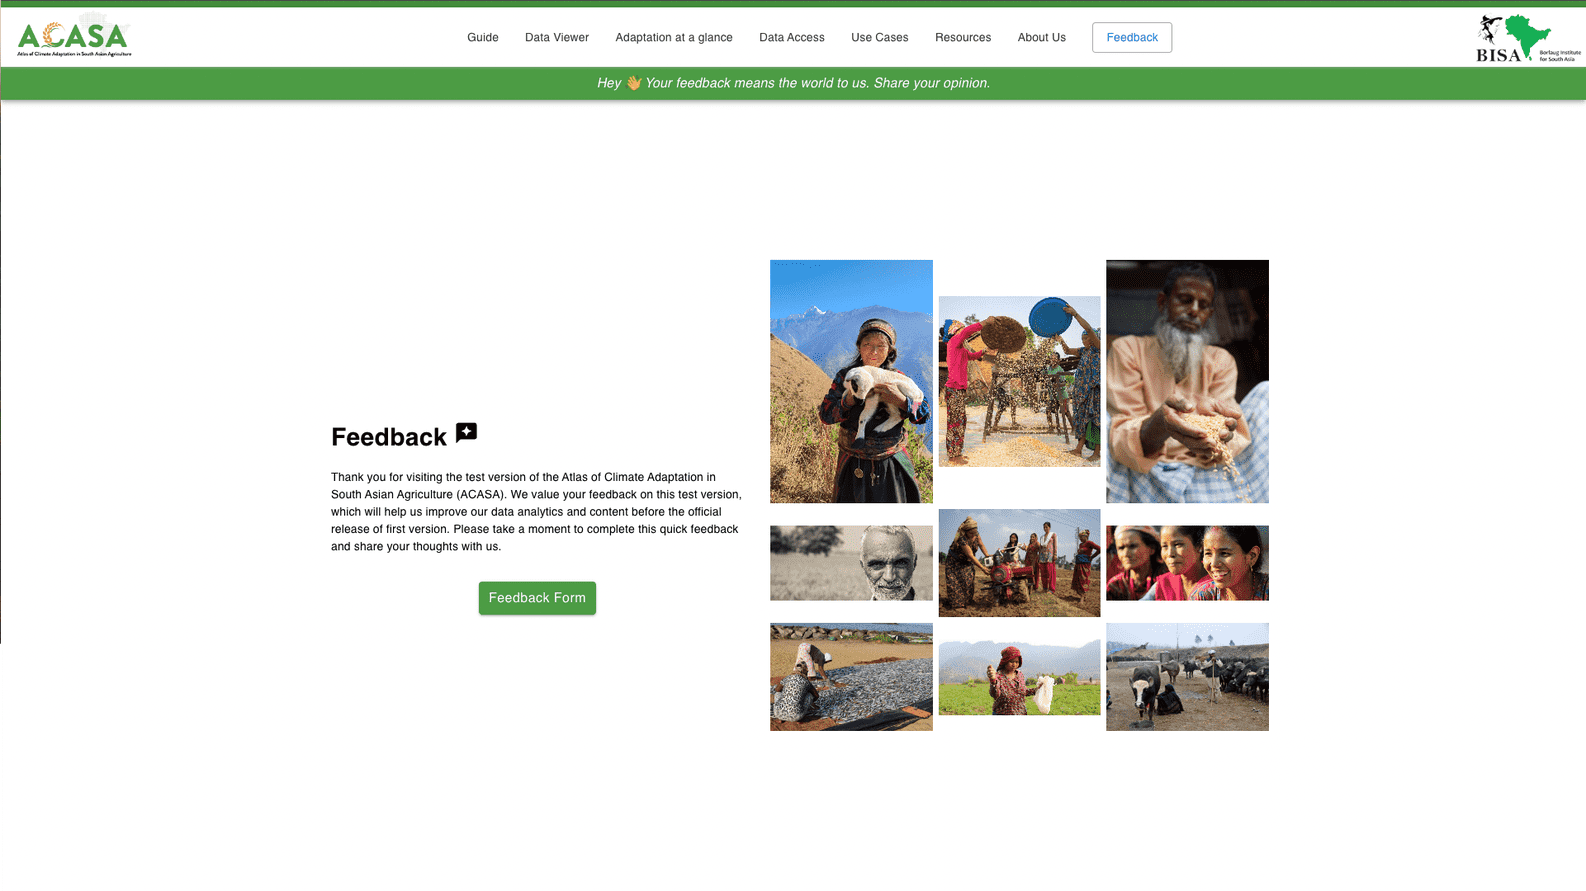 ACASA
Atlas of Climate Adaptation in South Asian Agriculture
Guide
Data Viewer
Adaptation at a glance
Data Access
Use Cases
Resources
About Us
Feedback
BISA
Borlaug Institute
for South Asia
Hey 👋 Your feedback means the world to us. Share your opinion.
Feedback
Thank you for visiting the test version of the Atlas of Climate Adaptation in
South Asian Agriculture (ACASA). We value your feedback on this test version,
which will help us improve our data analytics and content before the official
release of first version. Please take a moment to complete this quick feedback
and share your thoughts with us.
Feedback Form